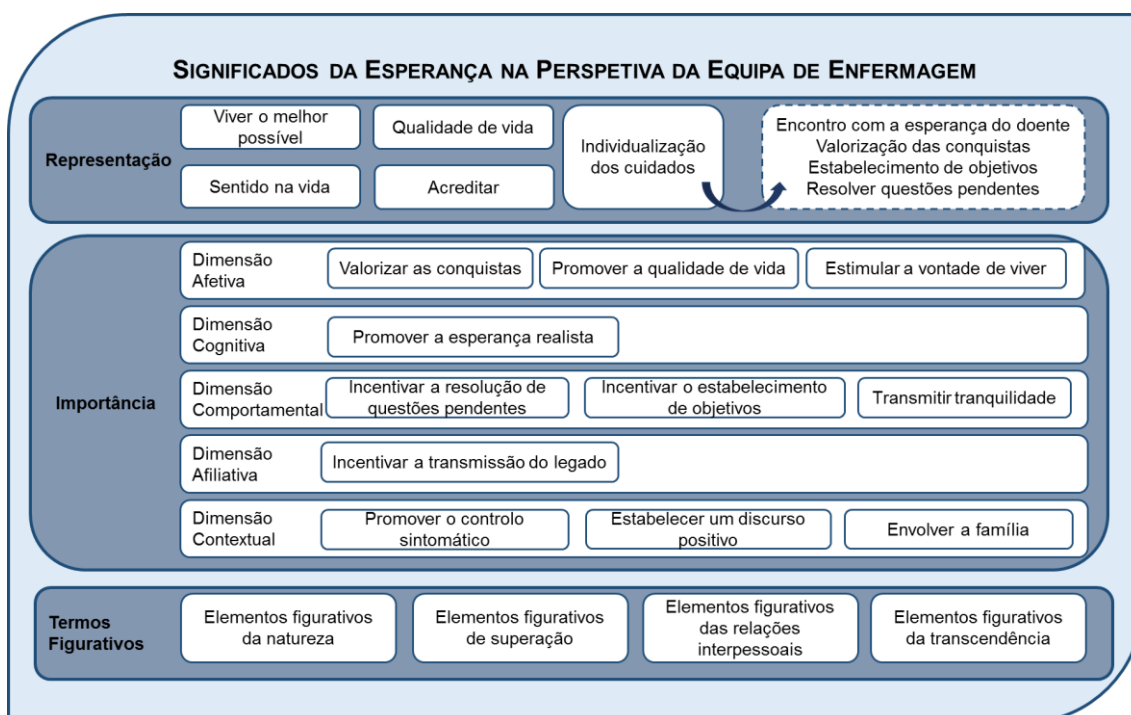 SIGNIFICADOS DA ESPERANÇA NA PERSPETIVA DA EQUIPA DE ENFERMAGEM
Representação
Viver o melhor
possível
Qualidade de vida
Sentido na vida
Acreditar
Individualização
dos cuidados
Encontro com a esperança do doente
Valorização das conquistas
Estabelecimento de objetivos
Resolver questões pendentes
Importância
Dimensão
Afetiva
Valorizar as conquistas
Promover a qualidade de vida
Estimular a vontade de viver
Dimensão
Cognitiva
Promover a esperança realista
Dimensão
Comportamental
Incentivar a resolução de
questões pendentes
Incentivar o estabelecimento
de objetivos
Transmitir tranquilidade
Dimensão
Afiliativa
Incentivar a transmissão do legado
Dimensão
Contextual
Promover o controlo
sintomático
Estabelecer um discurso
positivo
Envolver a família
Termos
Figurativos
Elementos figurativos
da natureza
Elementos figurativos
de superação
Elementos figurativos
das relações
interpessoais
Elementos figurativos
da transcendência